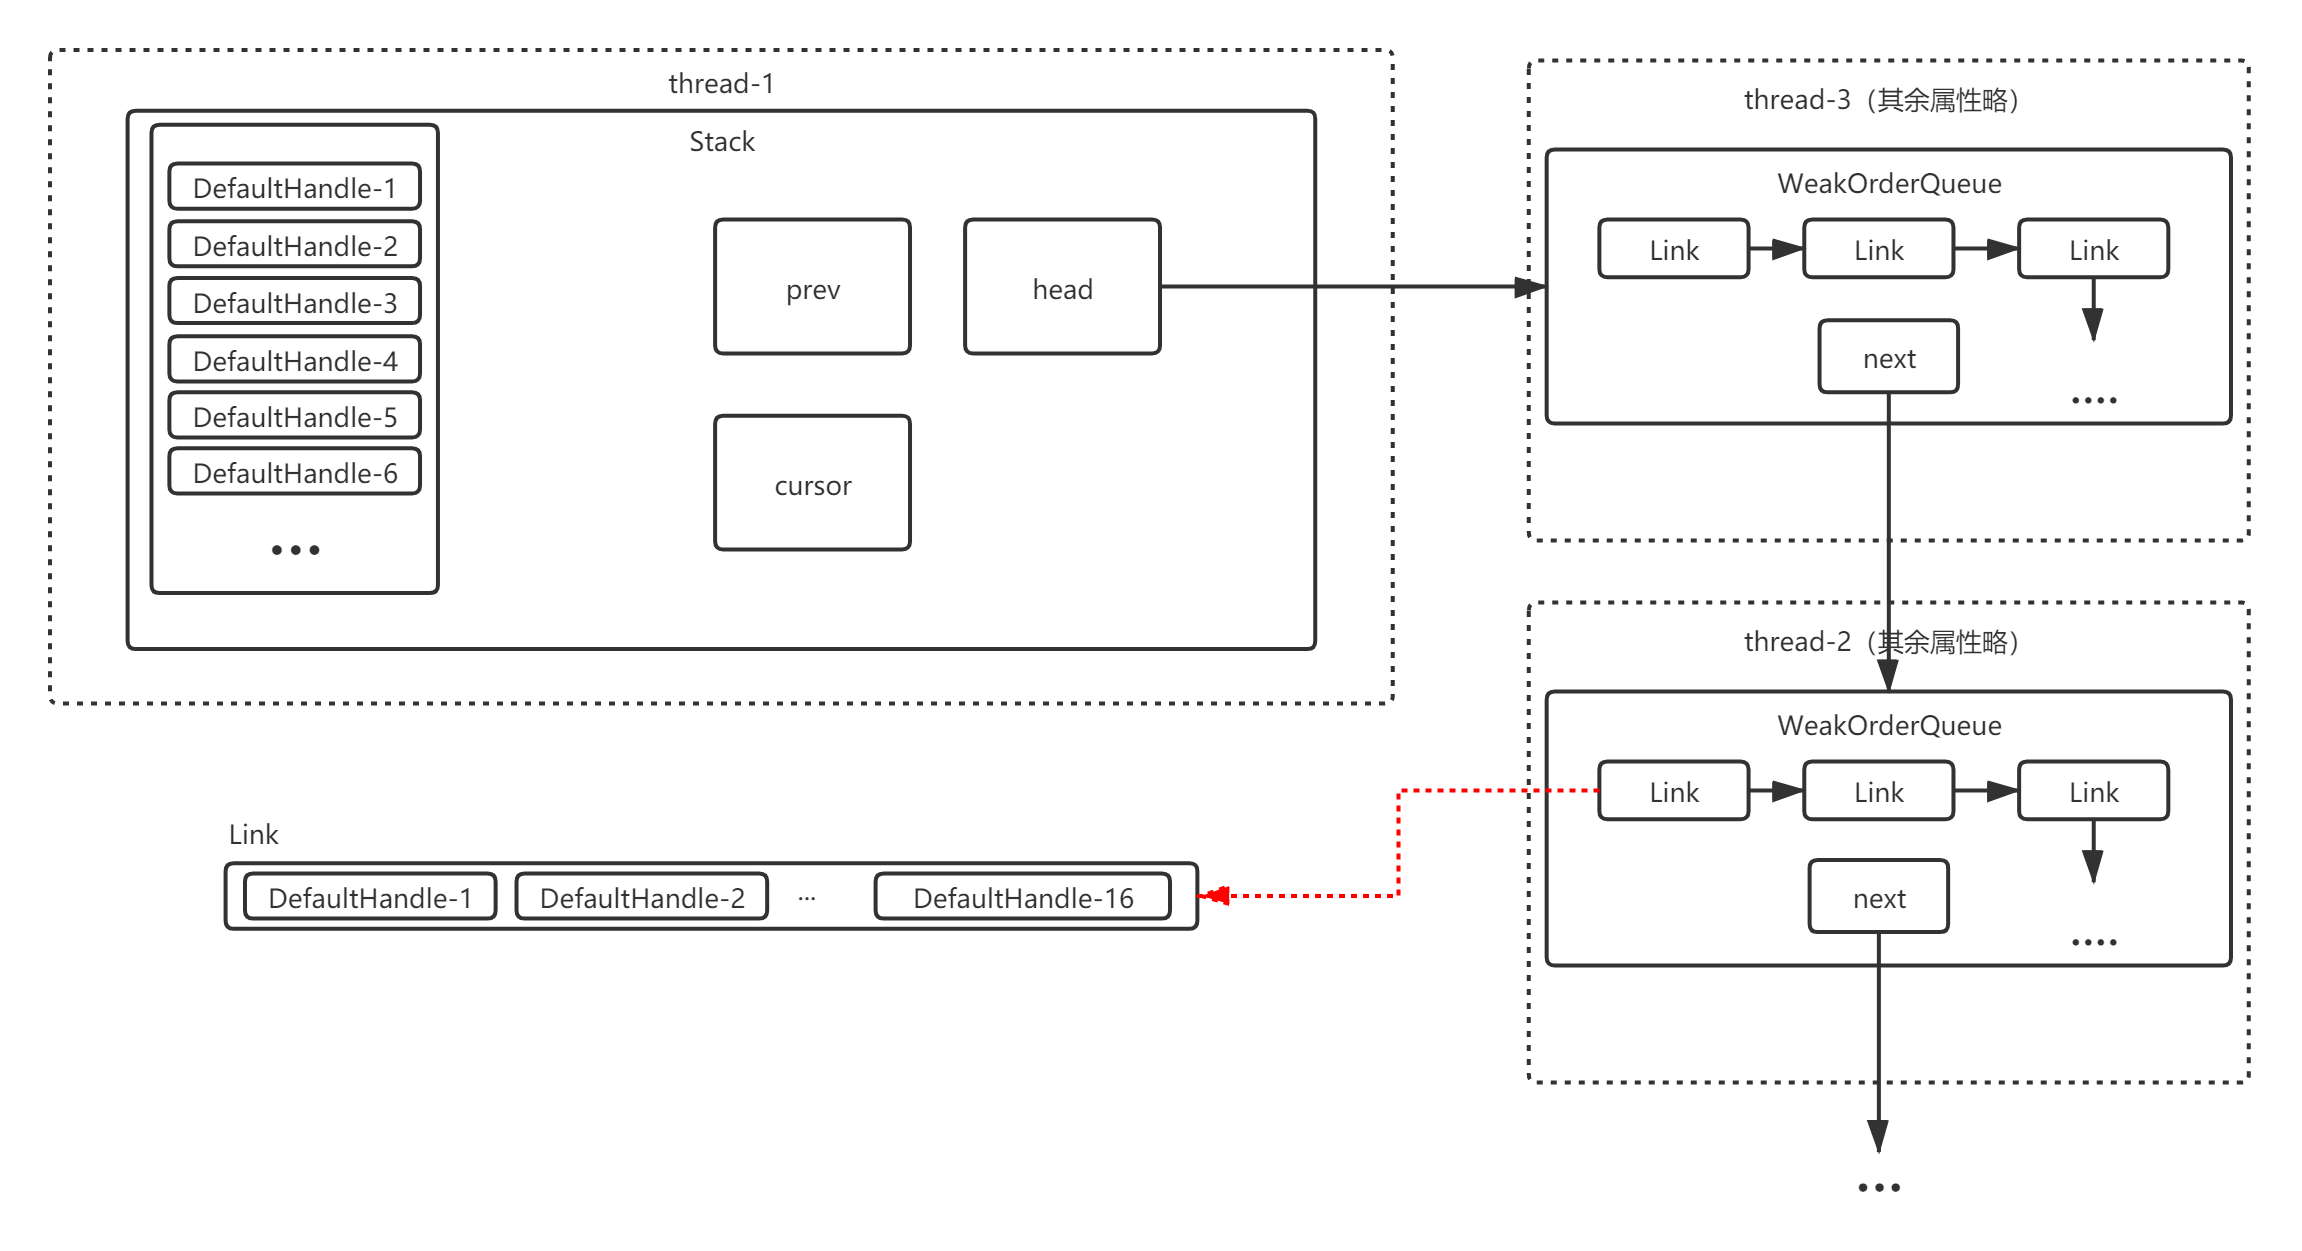 thread-1
Stack
DefaultHandle-1
DefaultHandle-2
DefaultHandle-3
DefaultHandle-4
DefaultHandle-5
DefaultHandle-6
...
prev
head
cursor
thread-3（其余属性略）
WeakOrderQueue
Link
Link
Link
next
....
thread-2（其余属性略）
WeakOrderQueue
Link
Link
Link
next
....
...
Link
DefaultHandle-1
DefaultHandle-2
...
DefaultHandle-16